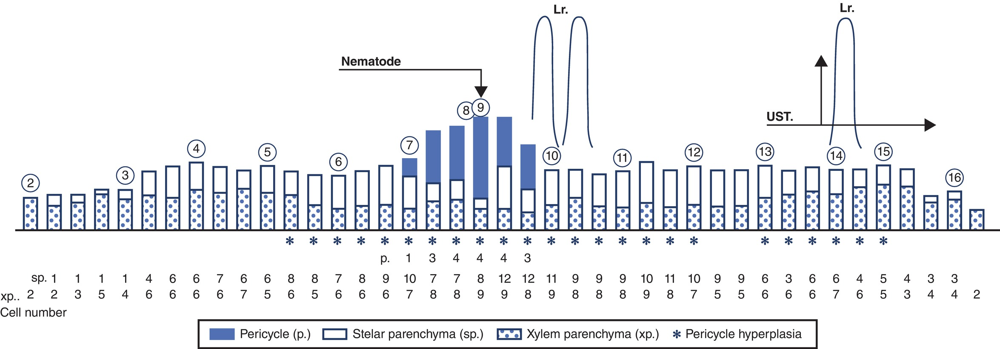 Lr. Lr.
Nematode
8 9
UST.
7
4 5 12 13 15
6 10 11 14
3
2 16
* * * * * * * * * * * * * * * * * * * * * * * *
p. 1 3 4 4 4 3
sp. 1 1 1 1 4 6 6 7 6 6 8 8 7 8 9 10 7 7 8 12 12 11 9 9 9 10 11 10 9 9 6 3 6 6 4 5 4 3 3
xp.. 2 2 3 5 4 6 6 6 6 7 5 6 5 6 6 6 7 8 8 9 9 8 9 8 8 8 9 8 7 5 5 6 6 6 7 6 5 3 4 4 2
Cell number
Pericycle (p.) Stelar parenchyma (sp.) Xylem parenchyma (xp.) * Pericycle hyperplasia